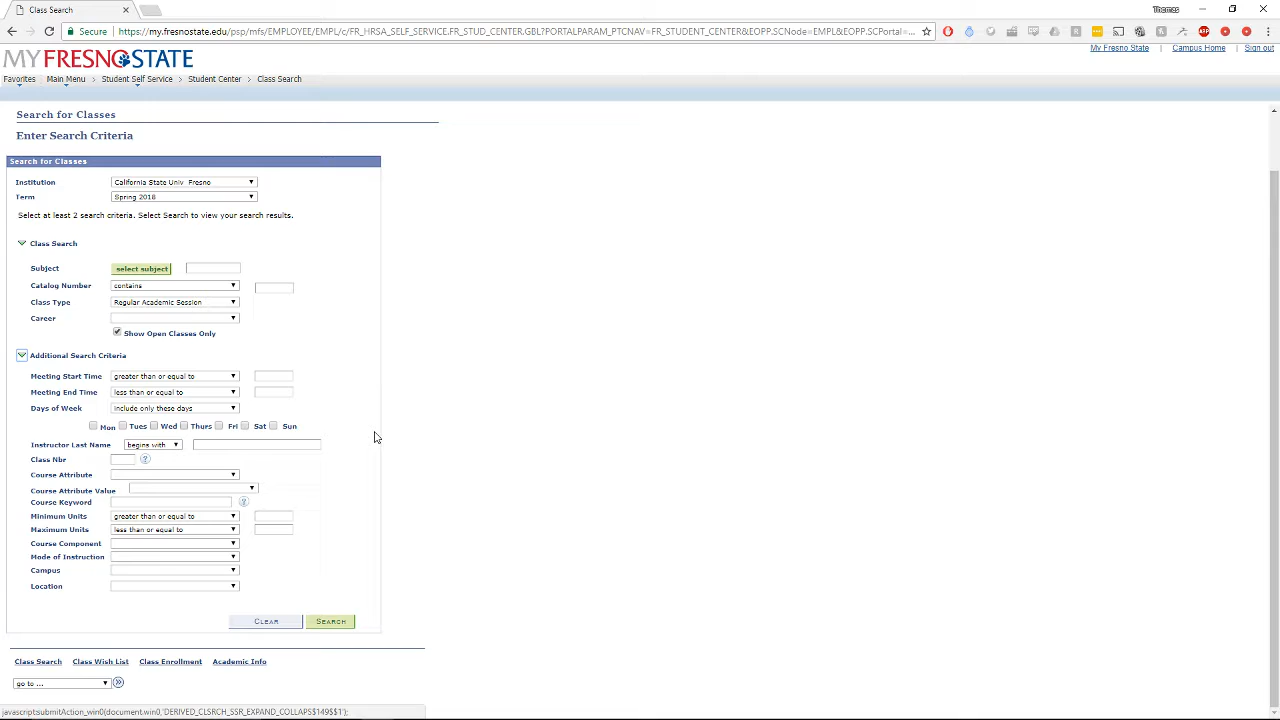 Class Search
Thomas
Secure
https://my.fresnostate.edu/psp/mfs/EMPLOYEE/EMPL/c/FR_HRSA_SELF_SERVICE.FR_STUD_CENTER.GBL?PORTALPARAM_PTCNAV=FR_STUDENT_CENTER&EOPP.SCNode=EMPL&EOPP.SCPortal=...
MY FRESNO STATE
My Fresno State | Campus Home | Sign out
Favorites Main Menu > Student Self Service > Student Center > Class Search
Search for Classes
Enter Search Criteria
Search for Classes
Institution California State Univ Fresno
Term Spring 2018
Select at least 2 search criteria. Select Search to view your search results.
Class Search
Subject select subject
Catalog Number contains
Class Type Regular Academic Session
Career
Show Open Classes Only
Additional Search Criteria
Meeting Start Time greater than or equal to
Meeting End Time less than or equal to
Days of Week include only these days
Mon Tues Wed Thurs Fri Sat Sun
Instructor Last Name begins with
Class Nbr
Course Attribute
Course Attribute Value
Course Keyword
Minimum Units greater than or equal to
Maximum Units less than or equal to
Course Component
Mode of Instruction
Campus
Location
CLEAR SEARCH
Class Search Class Wish List Class Enrollment Academic Info
go to ...
javascript:submitAction_win0(document.win0,'DERIVED_CLSRCH_SSR_EXPAND_COLLAPS$149$$1');